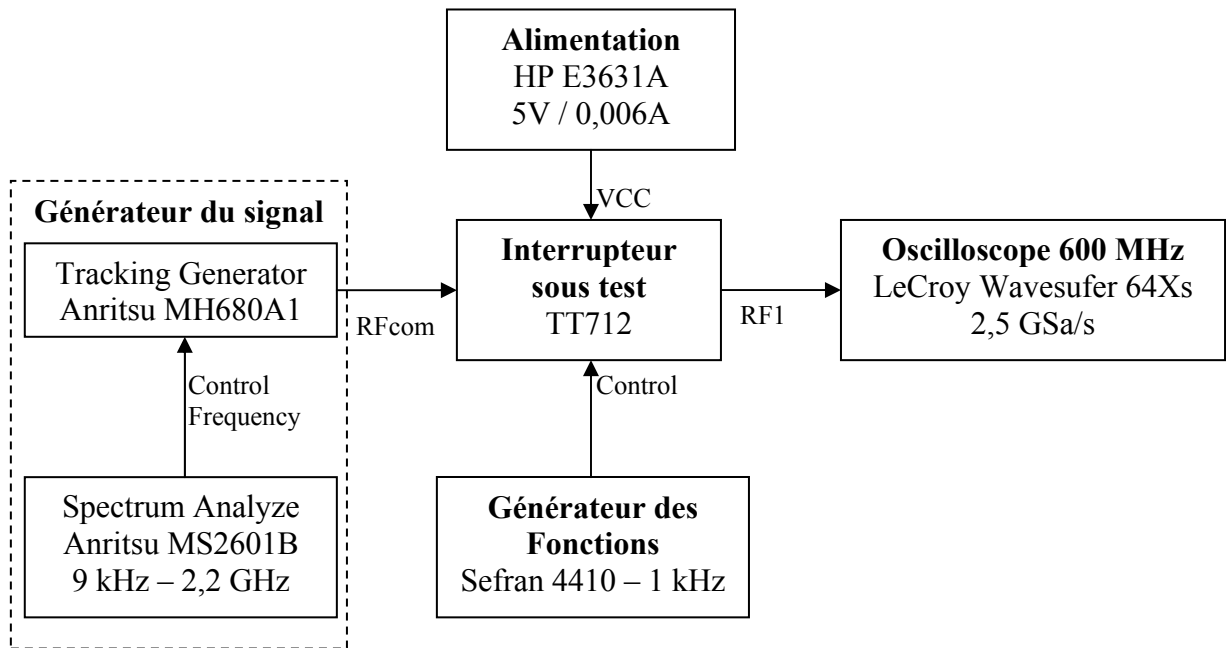 Alimentation
HP E3631A
5V / 0,006A
VCC
Générateur du signal
Tracking Generator
Anritsu MH680A1
RFcom
Interrupteur
sous test
TT712
RF1
Oscilloscope 600 MHz
LeCroy Wavesufer 64Xs
2,5 GSa/s
Control
Frequency
Control
Spectrum Analyze
Anritsu MS2601B
9 kHz – 2,2 GHz
Générateur des
Fonctions
Sefran 4410 – 1 kHz